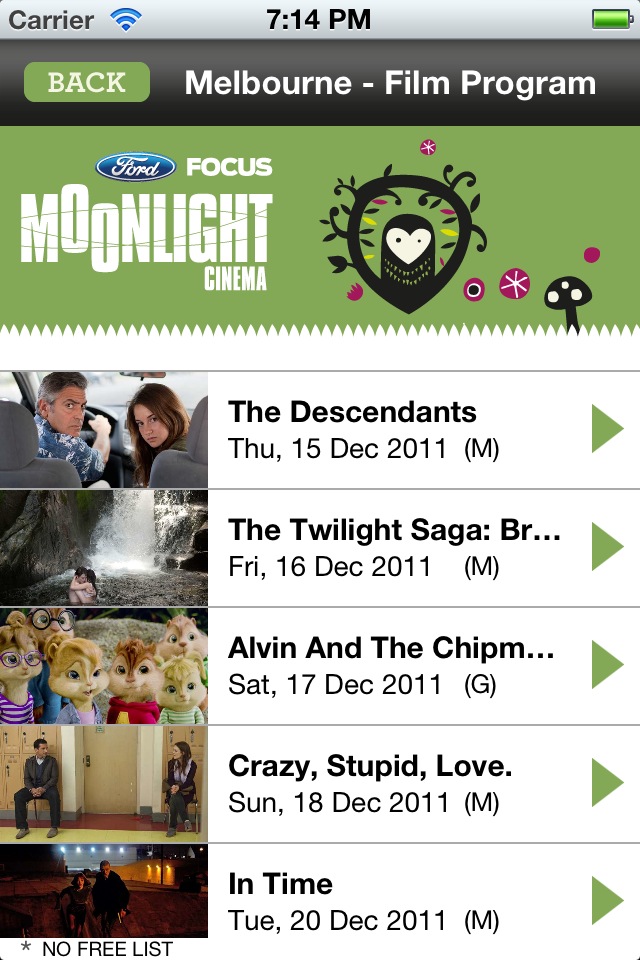 Carrier 7:14 PM
BACK Melbourne - Film Program
Ford FOCUS
MOONLIGHT
CINEMA
The Descendants
Thu, 15 Dec 2011 (M)
The Twilight Saga: Br...
Fri, 16 Dec 2011 (M)
Alvin And The Chipm...
Sat, 17 Dec 2011 (G)
Crazy, Stupid, Love.
Sun, 18 Dec 2011 (M)
In Time
Tue, 20 Dec 2011 (M)
* NO FREE LIST